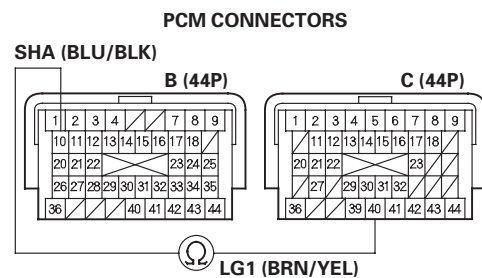 PCM CONNECTORS
SHA (BLU/BLK)
B (44P)
1 2 3 4 7 8 9
10 11 12 13 14 15 16 17 18
20 21 22 23 24 25
26 27 28 29 30 31 32 33 34 35
36 40 41 42 43 44
C (44P)
1 2 3 4 5 6 7 8 9
11 12 13 14 15 16 17 18
20 21 22 23
27 29 30 31 32
36 39 40 41 42 43 44
Ω
LG1 (BRN/YEL)